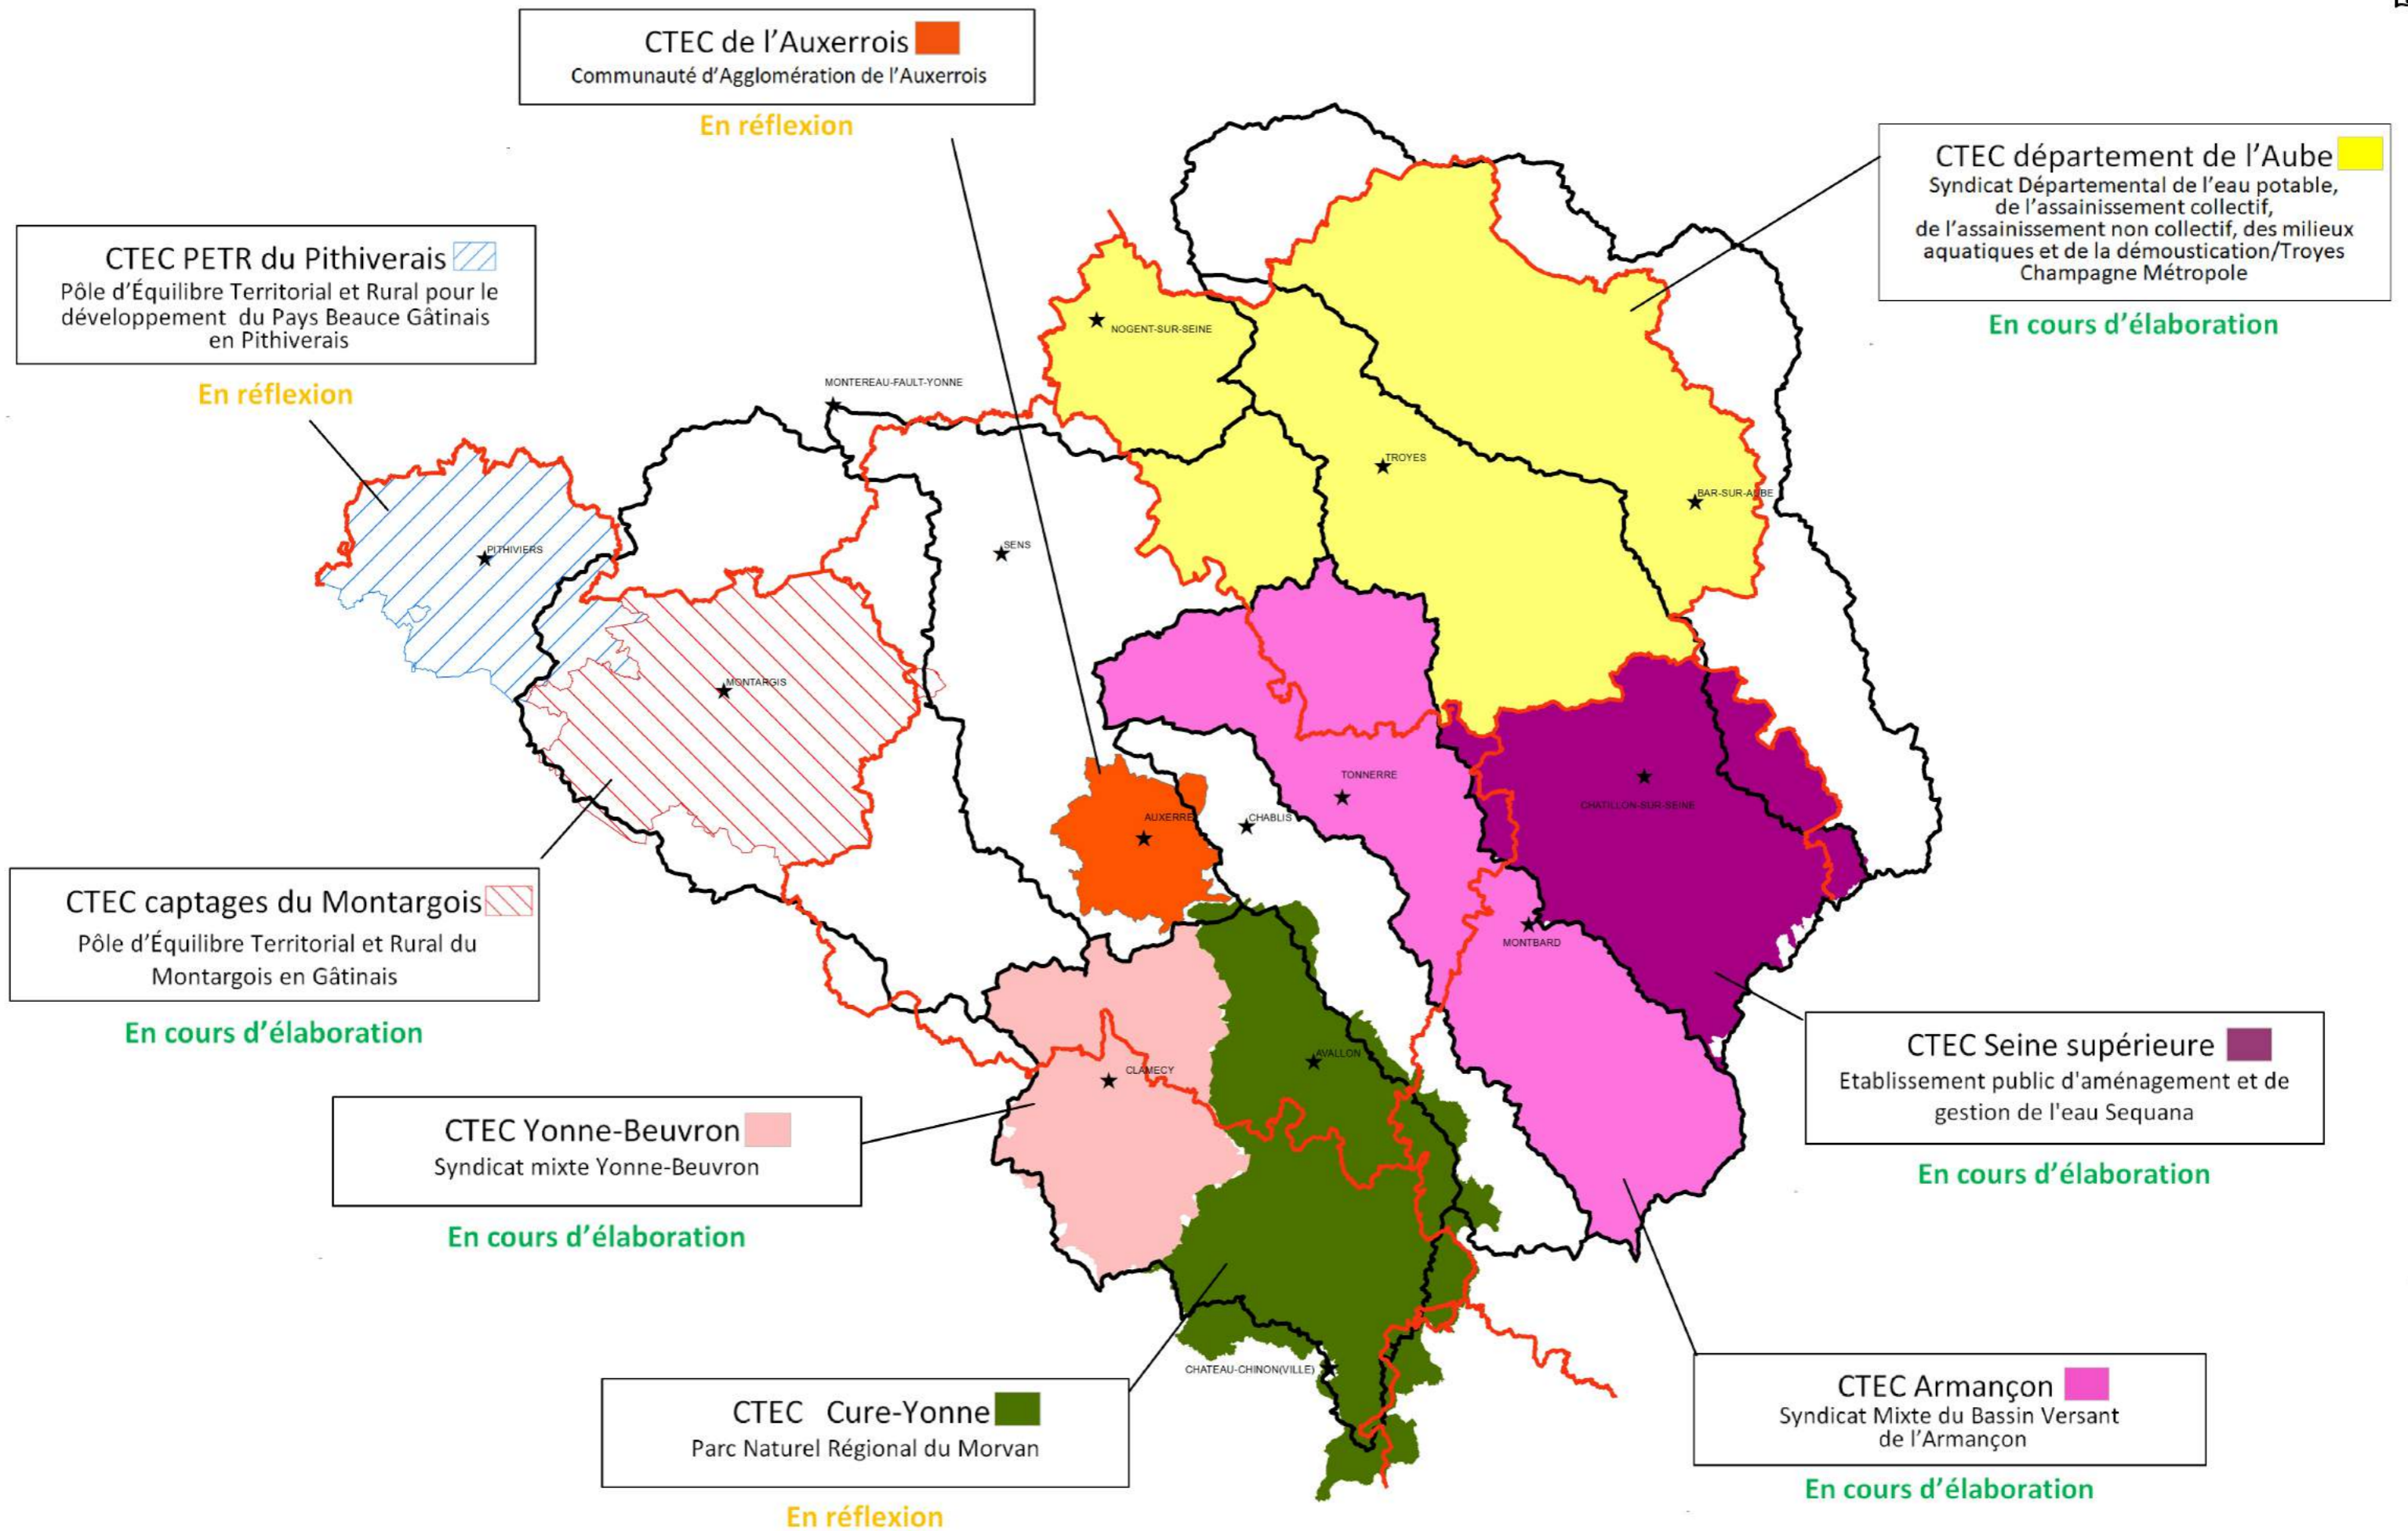 CTEC de l'Auxerrois
Communauté d'Agglomération de l'Auxerrois
En réflexion
CTEC département de l'Aube
Syndicat Départemental de l'eau potable,
de l'assainissement collectif,
de l'assainissement non collectif, des milieux
aquatiques et de la démoustication/Troyes
Champagne Métropole
En cours d'élaboration
CTEC PETR du Pithiverais
Pôle d'Équilibre Territorial et Rural pour le
développement du Pays Beauce Gâtinais
en Pithiverais
En réflexion
NOGENT-SUR-SEINE
MONTEREAU-FAULT-YONNE
TROYES
BAR-SUR-AUBE
PITHIVIERS
SENS
MONTARGIS
TONNERRE
CHATILLON-SUR-SEINE
AUXERRE
CHABLIS
MONTBARD
CTEC captages du Montargois
Pôle d'Équilibre Territorial et Rural du
Montargois en Gâtinais
En cours d'élaboration
AVALLON
CLAMECY
CTEC Seine supérieure
Etablissement public d'aménagement et de
gestion de l'eau Sequana
En cours d'élaboration
CTEC Yonne-Beuvron
Syndicat mixte Yonne-Beuvron
En cours d'élaboration
CHATEAU-CHINON(VILLE)
CTEC Cure-Yonne
Parc Naturel Régional du Morvan
En réflexion
CTEC Armançon
Syndicat Mixte du Bassin Versant
de l'Armançon
En cours d'élaboration